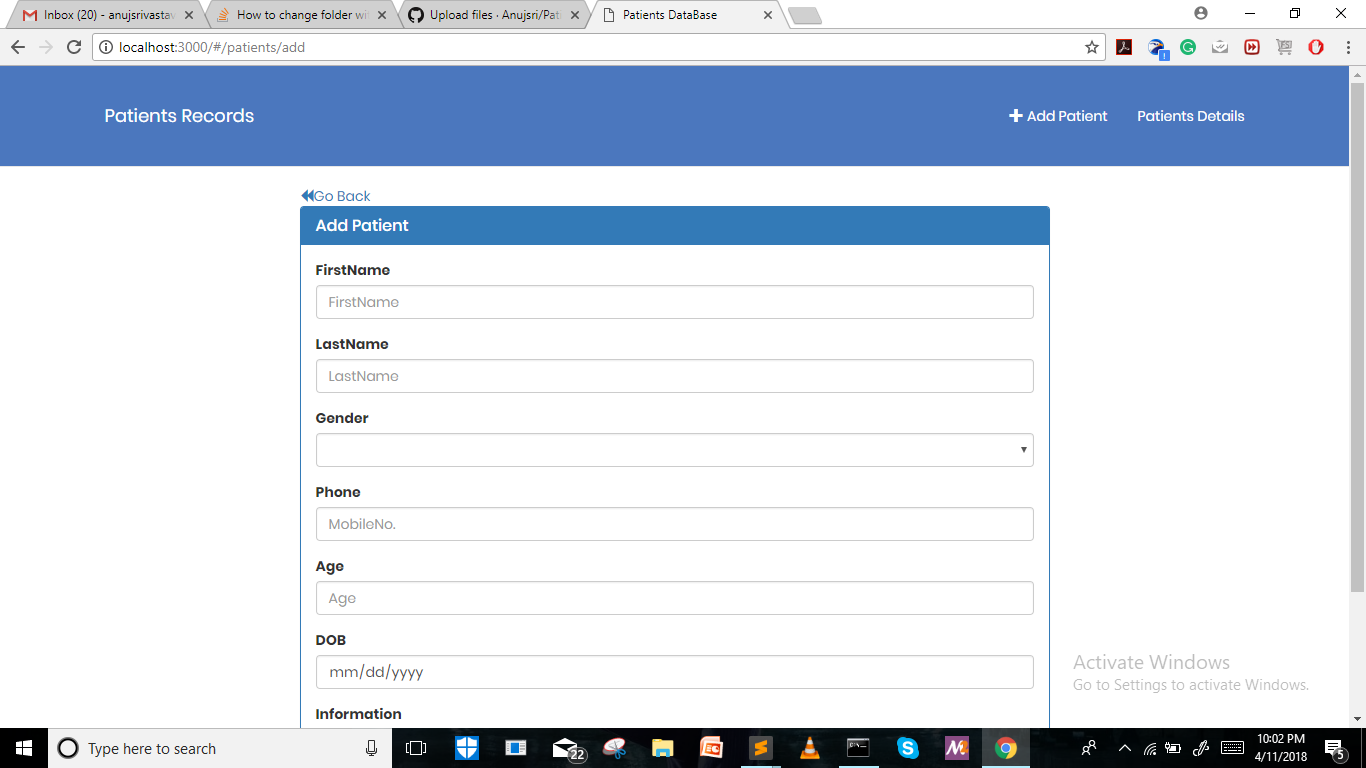 Inbox (20) - anujsrivastav
How to change folder wi
Upload files · Anujsri/Pati
Patients DataBase
localhost:3000/#/patients/add
Patients Records
Add Patient
Patients Details
Go Back
Add Patient
FirstName
FirstName
LastName
LastName
Gender
Phone
MobileNo.
Age
Age
DOB
mm/dd/yyyy
Information
Activate Windows
Go to Settings to activate Windows.
Type here to search
22
10:02 PM
4/11/2018
5